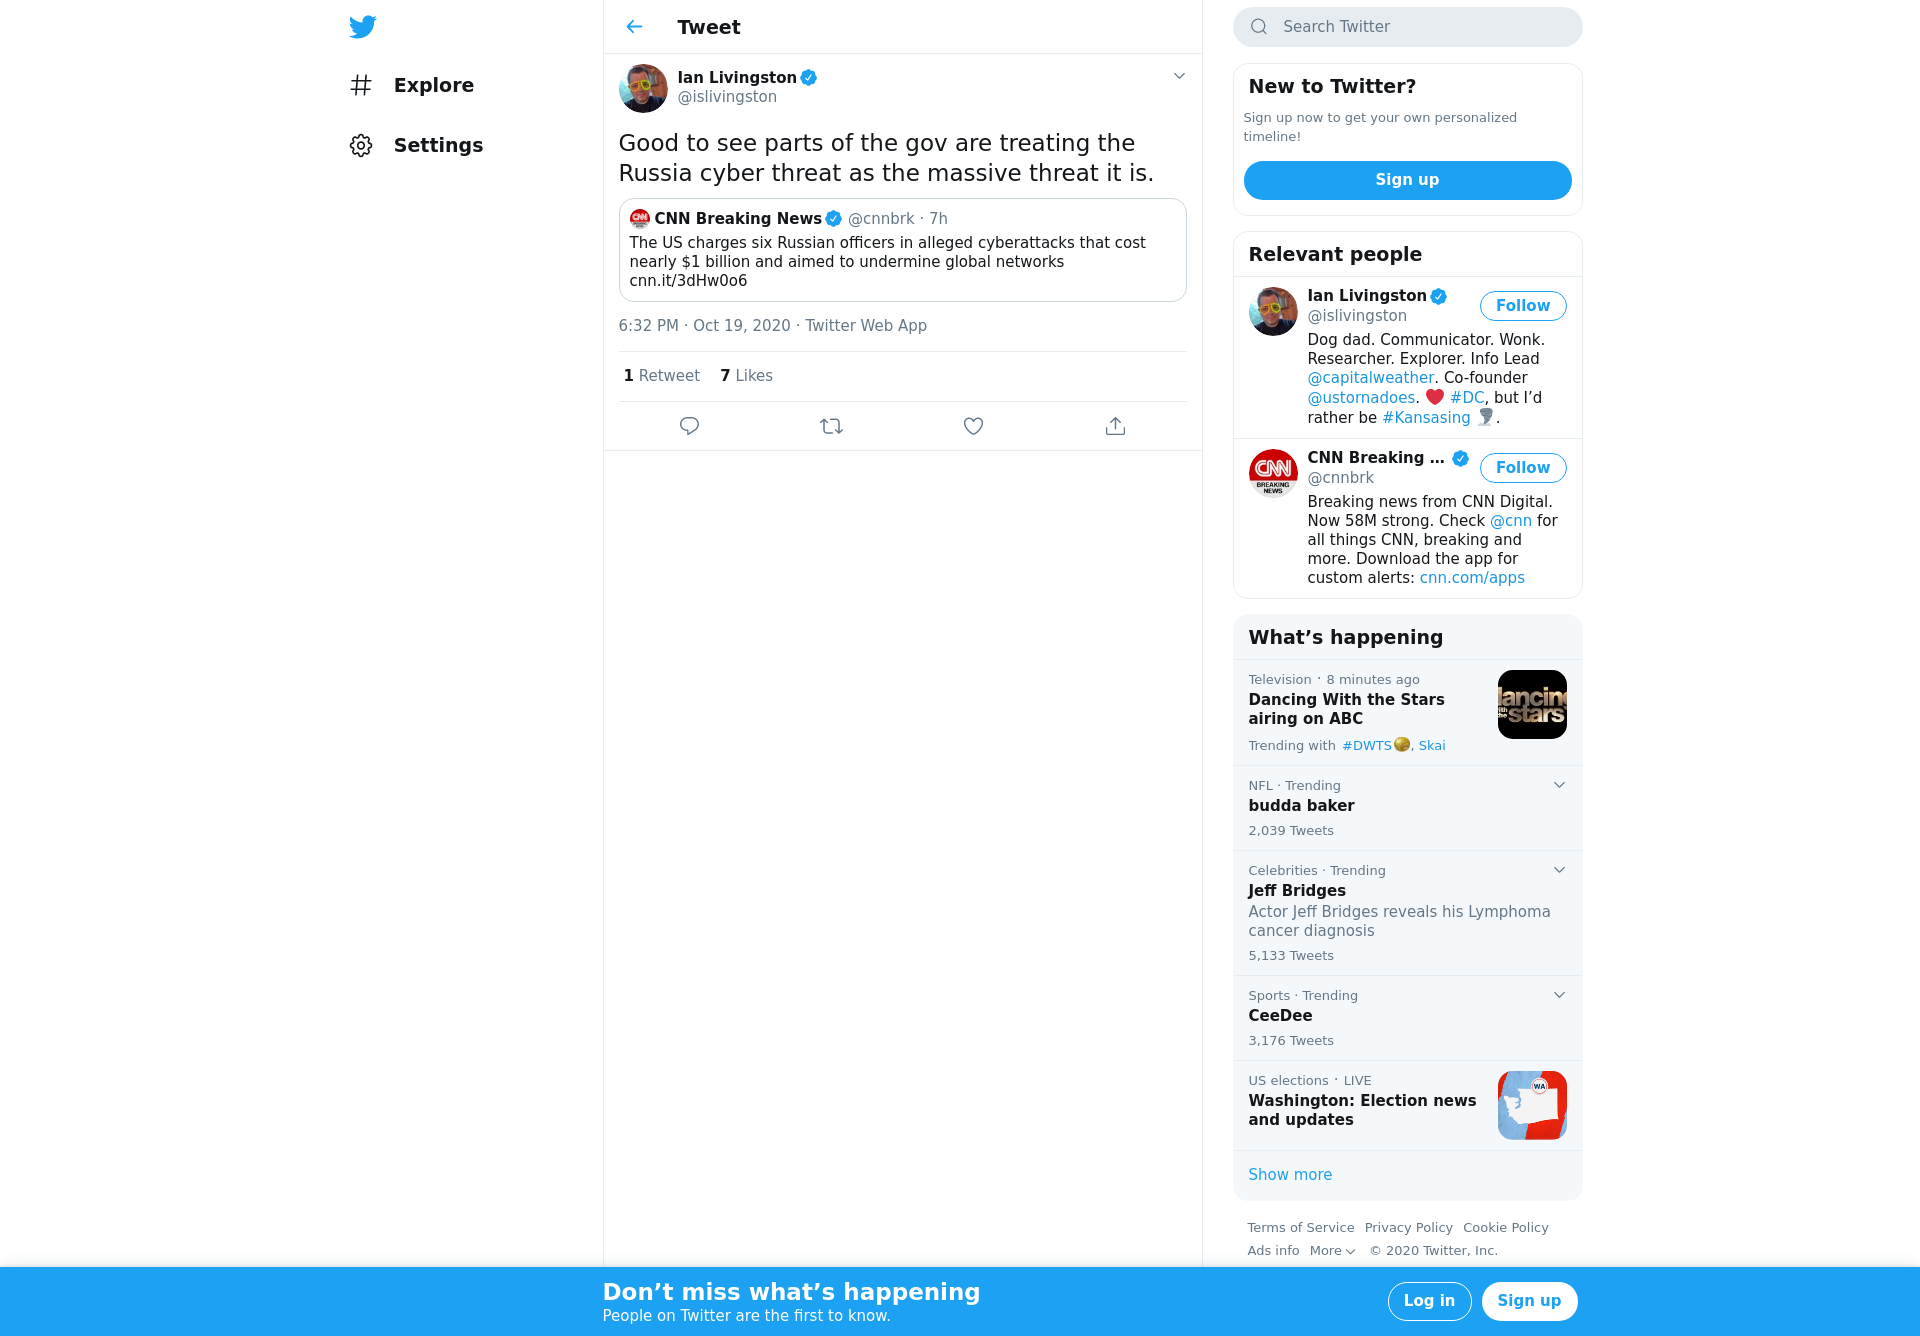 Explore
Settings
Tweet
Ian Livingston
@islivingston
Good to see parts of the gov are treating the
Russia cyber threat as the massive threat it is.
CNN Breaking News @cnnbrk · 7h
The US charges six Russian officers in alleged cyberattacks that cost
nearly $1 billion and aimed to undermine global networks
cnn.it/3dHw0o6
6:32 PM · Oct 19, 2020 · Twitter Web App
1 Retweet 7 Likes
Search Twitter
New to Twitter?
Sign up now to get your own personalized
timeline!
Sign up
Relevant people
Ian Livingston
@islivingston
Follow
Dog dad. Communicator. Wonk.
Researcher. Explorer. Info Lead
@capitalweather. Co-founder
@ustornadoes. ❤️ #DC, but I’d
rather be #Kansasing 🌪️.
CNN Breaking ...
@cnnbrk
Follow
CNN
BREAKING
NEWS
Breaking news from CNN Digital.
Now 58M strong. Check @cnn for
all things CNN, breaking and
more. Download the app for
custom alerts: cnn.com/apps
What’s happening
Television · 8 minutes ago
Dancing With the Stars
airing on ABC
Trending with #DWTS, Skai
dancing
with the
stars
NFL · Trending
budda baker
2,039 Tweets
Celebrities · Trending
Jeff Bridges
Actor Jeff Bridges reveals his Lymphoma
cancer diagnosis
5,133 Tweets
Sports · Trending
CeeDee
3,176 Tweets
US elections · LIVE
Washington: Election news
and updates
WA
Show more
Terms of Service Privacy Policy Cookie Policy
Ads info More © 2020 Twitter, Inc.
Don’t miss what’s happening
People on Twitter are the first to know.
Log in
Sign up